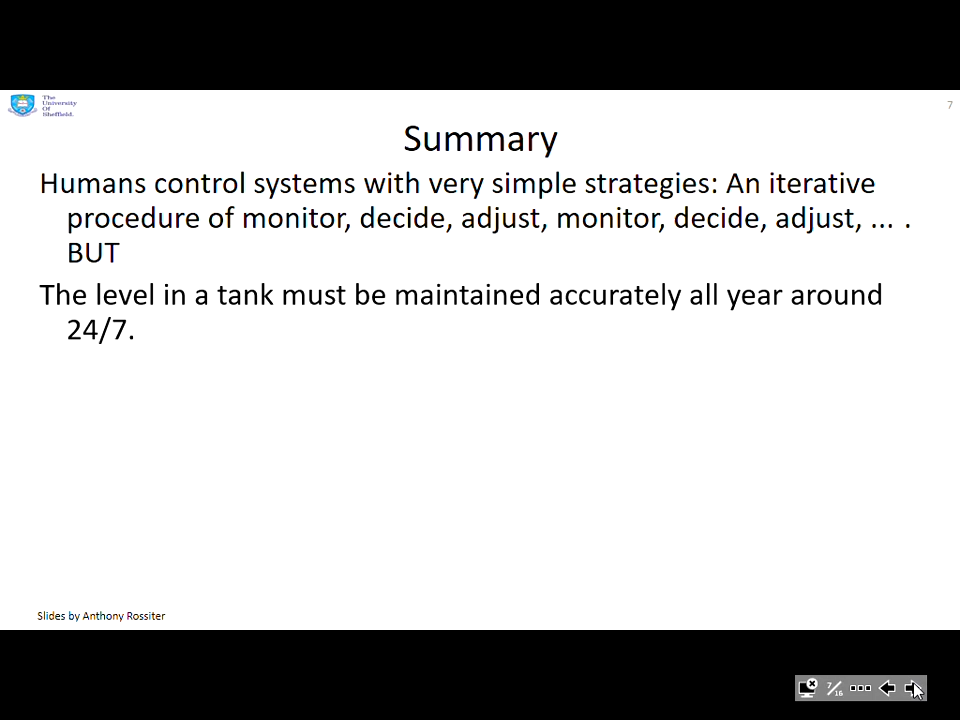 The
University
Of
Sheffield.
7
Summary
Humans control systems with very simple strategies: An iterative
procedure of monitor, decide, adjust, monitor, decide, adjust, ... .
BUT
The level in a tank must be maintained accurately all year around
24/7.
Slides by Anthony Rossiter
7/16